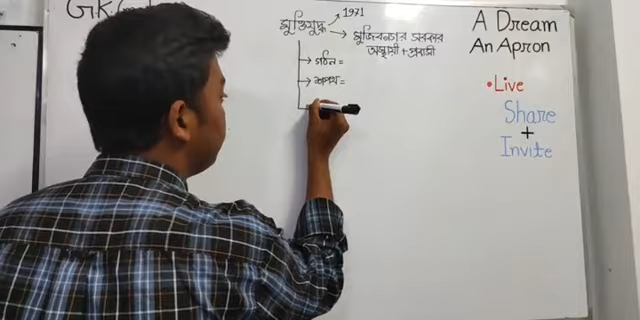 GK
মুক্তিযুদ্ধ
1971
মুজিবনগর সরকার
অস্থায়ী + প্রবাসী
গঠন =
শপথ =
A Dream
An Apron
• Live
Share
+
Invite